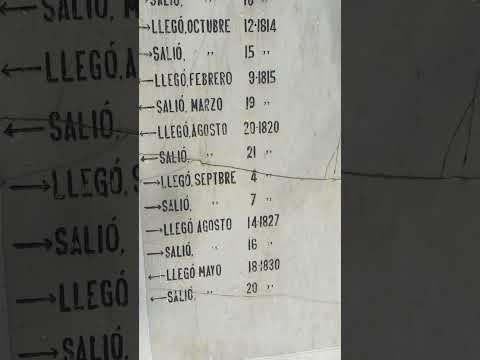 SALIÓ, ,, 16 ,,
→LLEGÓ, OCTUBRE 12-1814
→SALIÓ, ,, 15 ,,
←LLEGÓ, FEBRERO 9-1815
←SALIÓ, MARZO 19 ,,
←LLEGÓ, AGOSTO 20-1820
←SALIÓ, ,, 21 ,,
→LLEGÓ, SEPTBRE 4 ,,
→SALIÓ, ,, 7 ,,
→LLEGÓ AGOSTO 14-1827
→SALIÓ, ,, 16 ,,
←LLEGÓ MAYO 18-1830
←SALIÓ, ,, 20 ,,